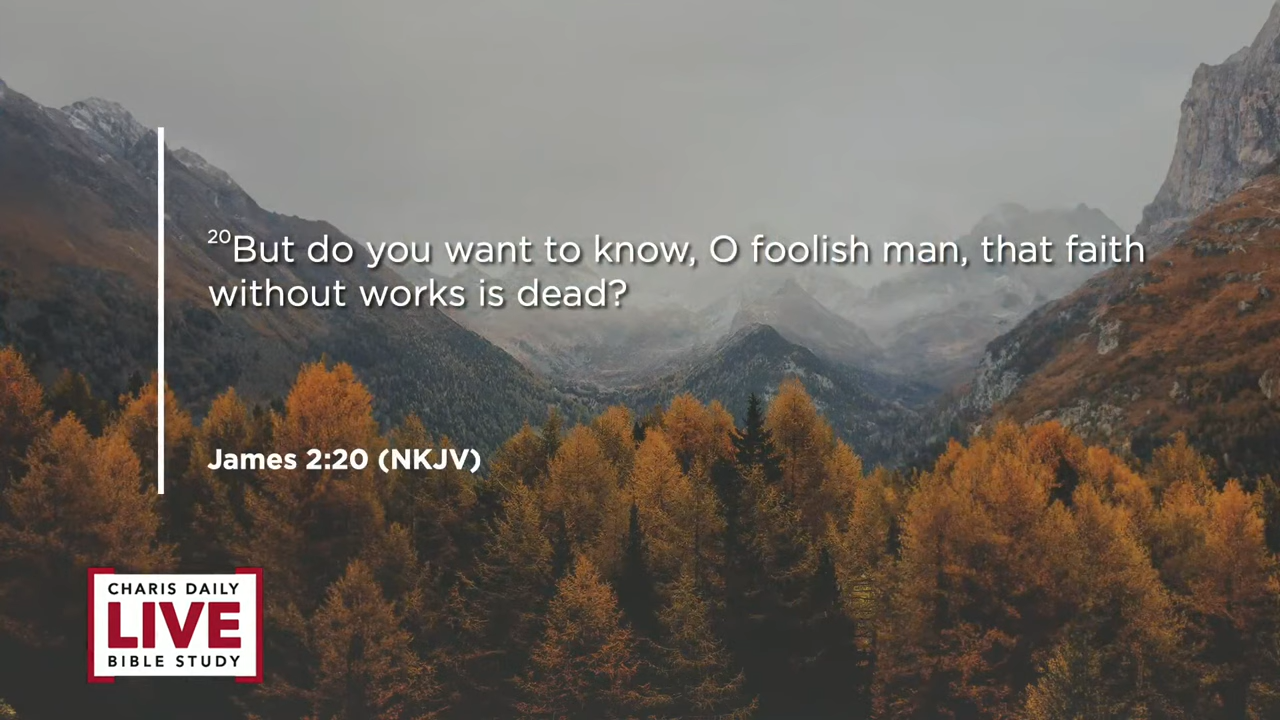 20But do you want to know, O foolish man, that faith
without works is dead?
James 2:20 (NKJV)
CHARIS DAILY
LIVE
BIBLE STUDY